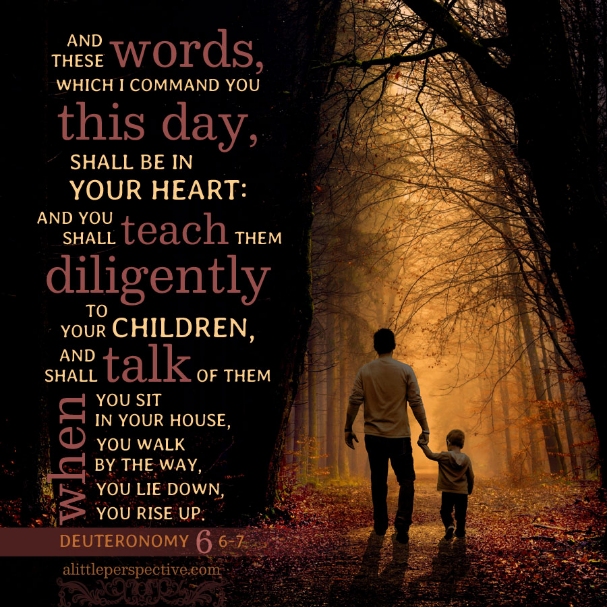 AND THESE words,
WHICH I COMMAND YOU
this day,
SHALL BE IN
YOUR HEART:
AND YOU SHALL teach THEM
diligently
TO YOUR CHILDREN,
AND SHALL talk OF THEM
when
YOU SIT
IN YOUR HOUSE,
YOU WALK
BY THE WAY,
YOU LIE DOWN,
YOU RISE UP.
DEUTERONOMY 6 6-7
alittleperspective.com